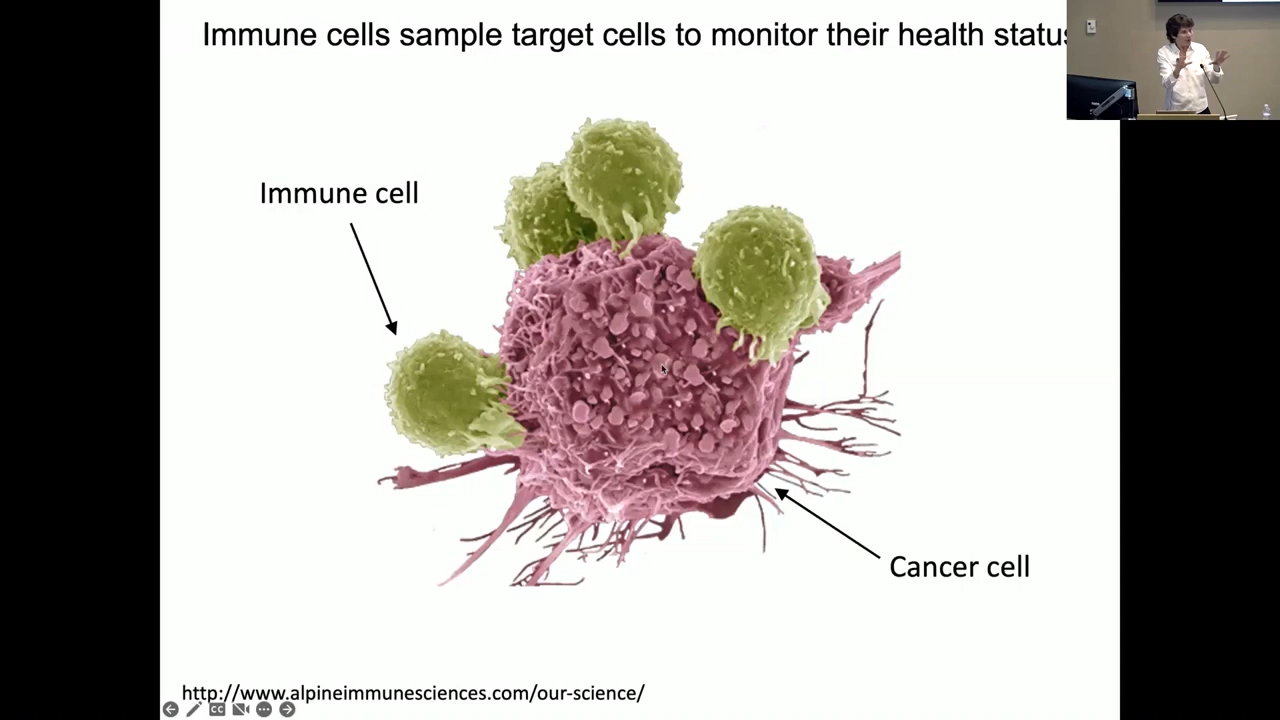 Immune cells sample target cells to monitor their health status
Immune cell
Cancer cell
http://www.alpineimmunesciences.com/our-science/
CC